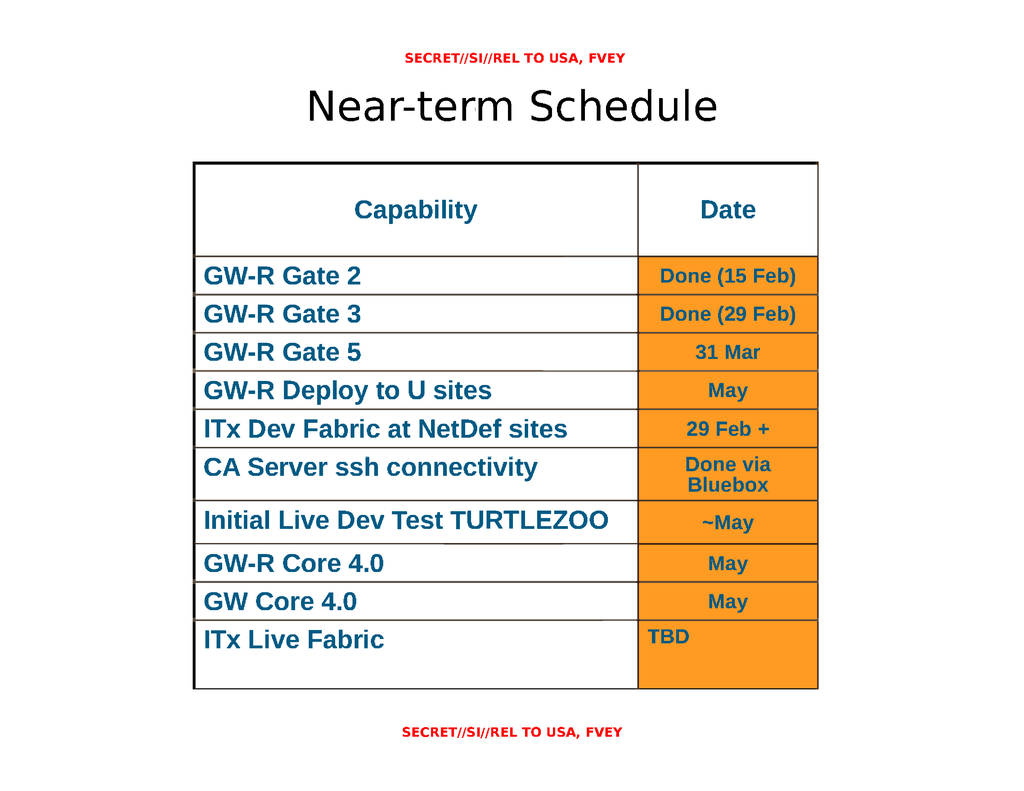 SECRET//SI//REL TO USA, FVEY
Near-term Schedule
Capability Date
GW-R Gate 2 Done (15 Feb)
GW-R Gate 3 Done (29 Feb)
GW-R Gate 5 31 Mar
GW-R Deploy to U sites May
ITx Dev Fabric at NetDef sites 29 Feb +
CA Server ssh connectivity Done via
Bluebox
Initial Live Dev Test TURTLEZOO ~May
GW-R Core 4.0 May
GW Core 4.0 May
ITx Live Fabric TBD
SECRET//SI//REL TO USA, FVEY